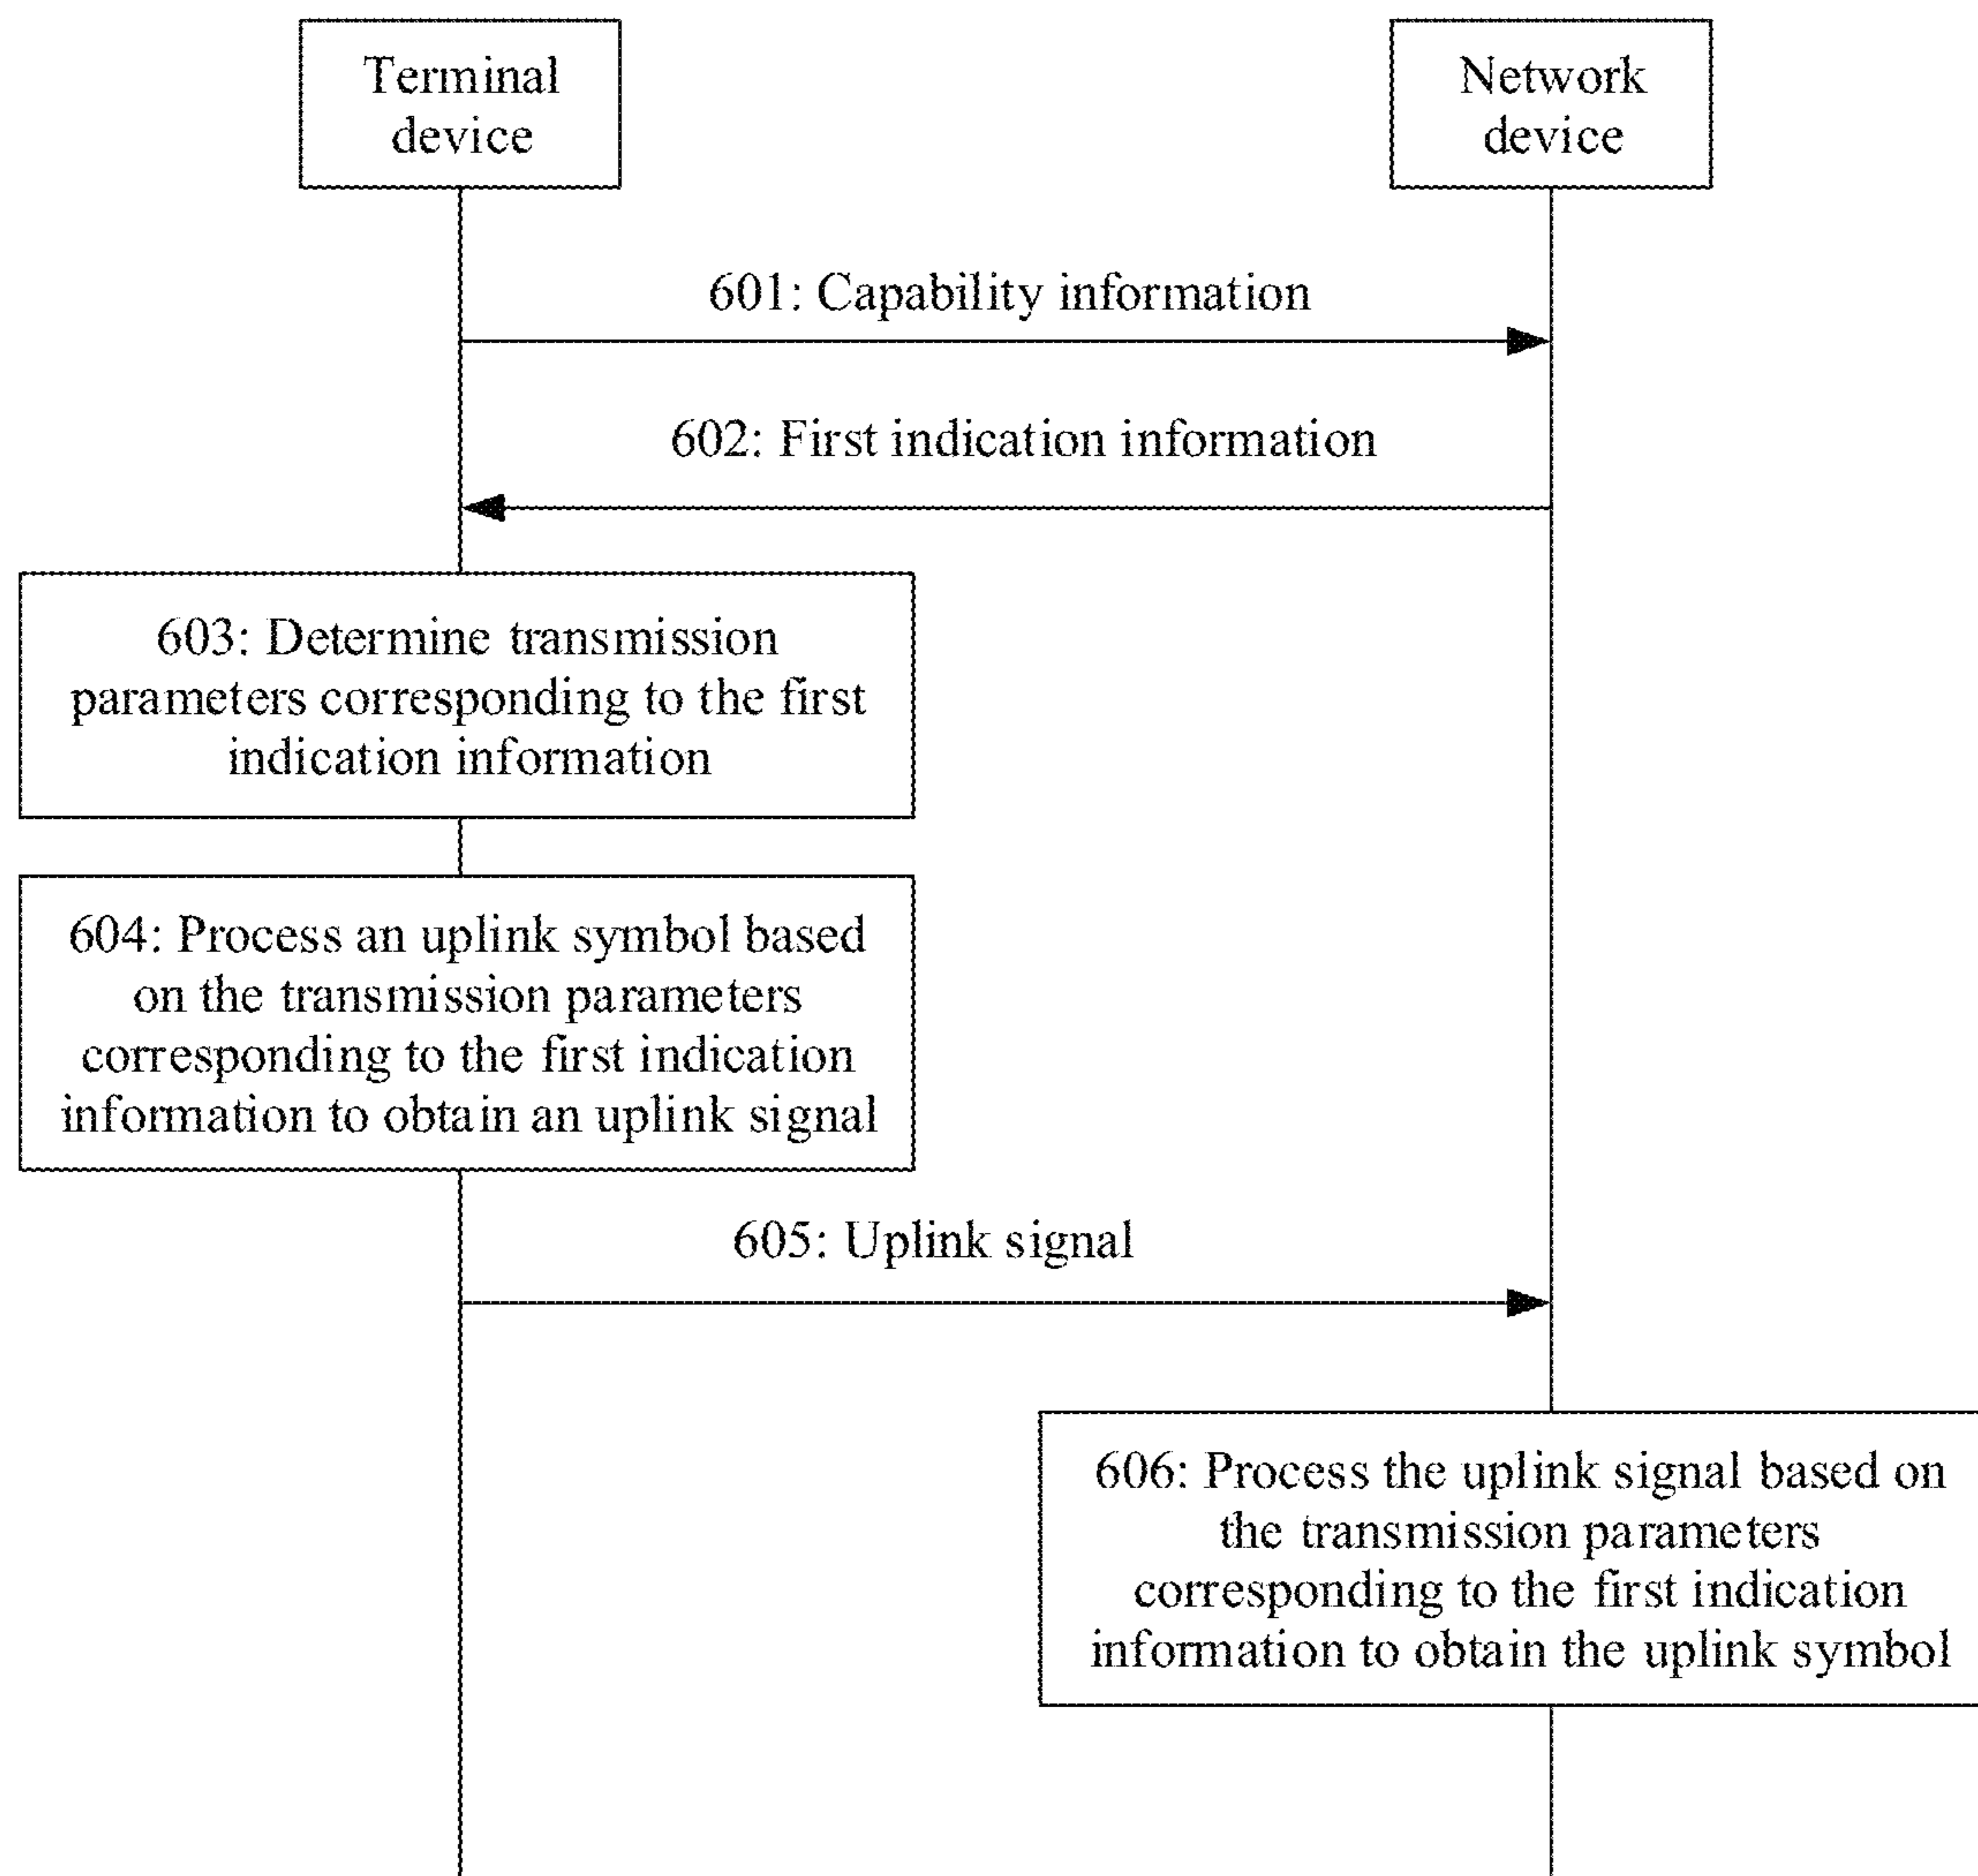 Terminal
device
Network
device
601: Capability information
602: First indication information
603: Determine transmission
parameters corresponding to the first
indication information
604: Process an uplink symbol based
on the transmission parameters
corresponding to the first indication
information to obtain an uplink signal
605: Uplink signal
606: Process the uplink signal based on
the transmission parameters
corresponding to the first indication
information to obtain the uplink symbol